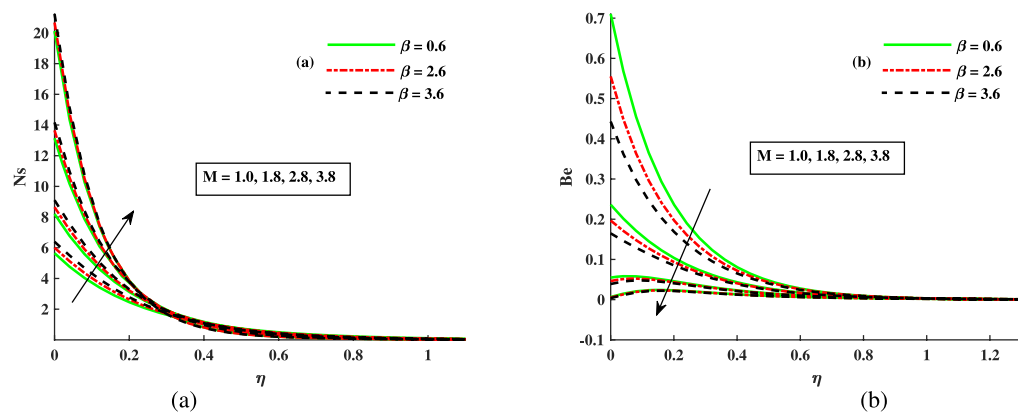 20
18
16
14
12
10
8
6
4
2
Ns
(a)
β = 0.6
β = 2.6
β = 3.6
M = 1.0, 1.8, 2.8, 3.8
0 0.2 0.4 0.6 0.8 1
η
(a)
0.7
0.6
0.5
0.4
0.3
0.2
0.1
0
-0.1
Be
(b)
β = 0.6
β = 2.6
β = 3.6
M = 1.0, 1.8, 2.8, 3.8
0 0.2 0.4 0.6 0.8 1 1.2
η
(b)